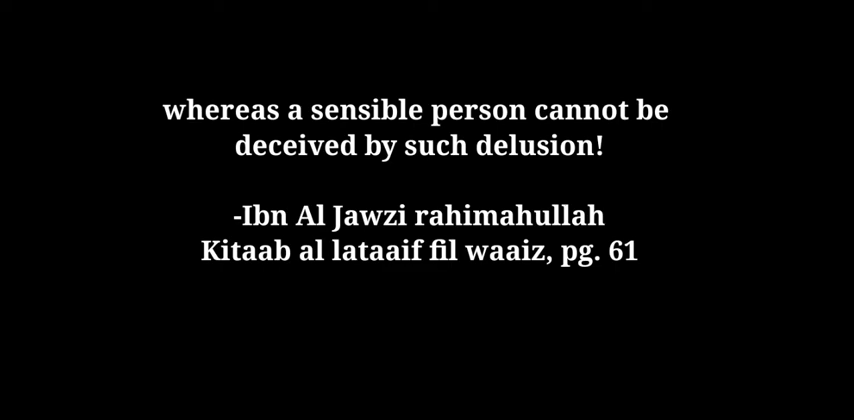 whereas a sensible person cannot be
deceived by such delusion!
-Ibn Al Jawzi rahimahullah
Kitaab al lataaif fil waaiz, pg. 61